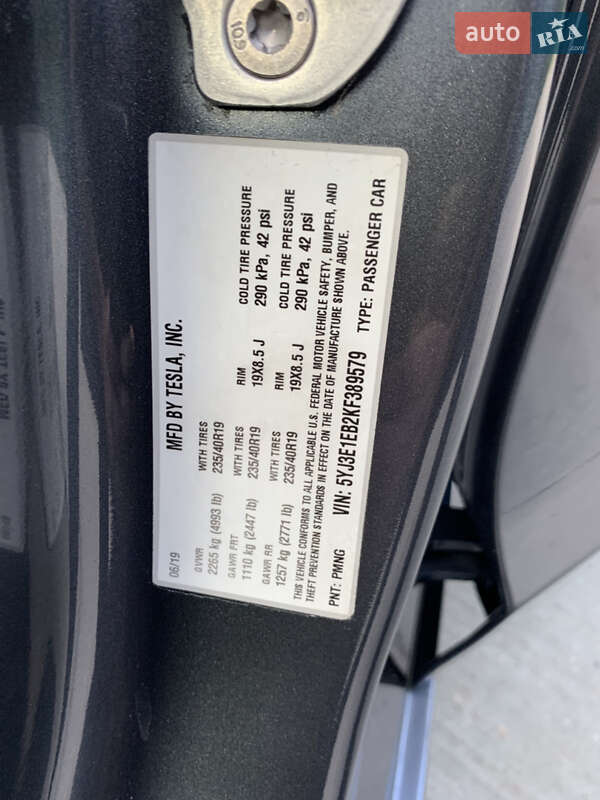 auto RIA.com
109
MFD BY TESLA, INC.
06/19
GVWR WITH TIRES RIM COLD TIRE PRESSURE
2265 kg (4993 lb) 235/40R19 19X8.5 J 290 kPa, 42 psi
GAWR FRT WITH TIRES RIM COLD TIRE PRESSURE
1110 kg (2447 lb) 235/40R19 19X8.5 J 290 kPa, 42 psi
GAWR RR WITH TIRES
1257 kg (2771 lb) 235/40R19
THIS VEHICLE CONFORMS TO ALL APPLICABLE U.S. FEDERAL MOTOR VEHICLE SAFETY, BUMPER, AND
THEFT PREVENTION STANDARDS IN EFFECT ON THE DATE OF MANUFACTURE SHOWN ABOVE.
PNT: PMNG VIN: 5YJ3E1EB2KF389579 TYPE: PASSENGER CAR